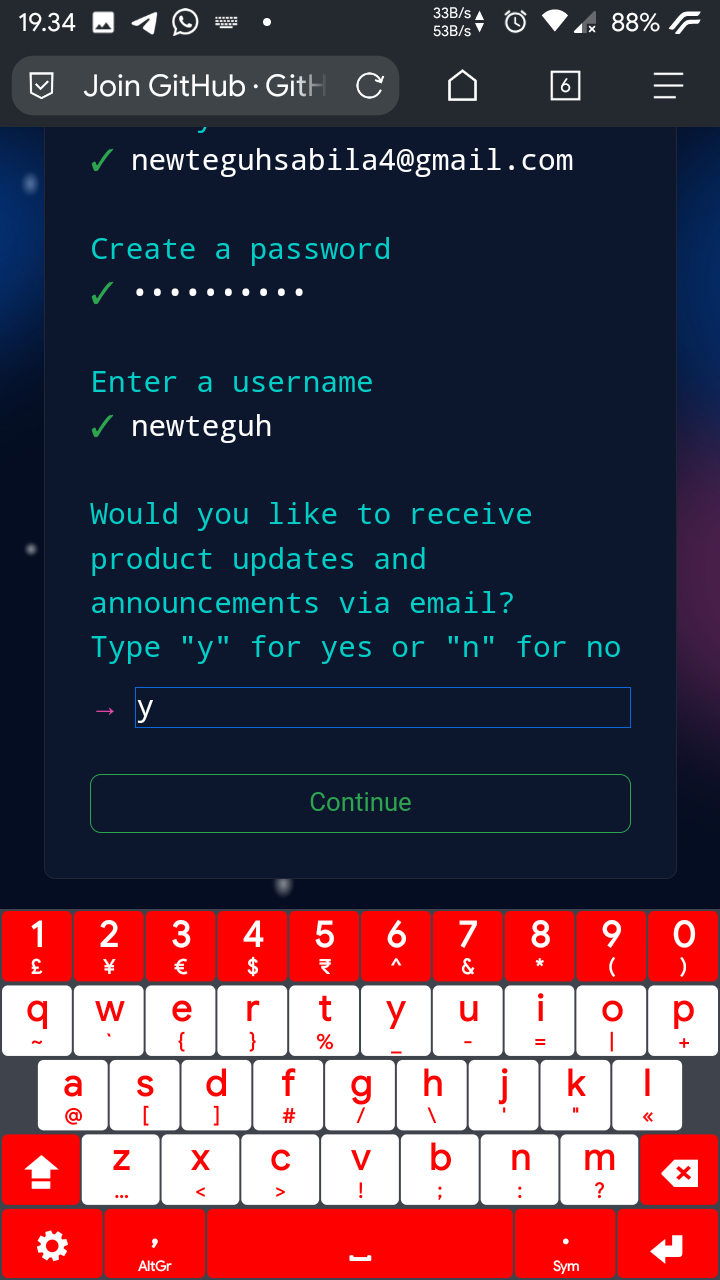 19.34
33B/s
53B/s
88%
Join GitHub · GitH
6
✓ newteguhsabila4@gmail.com
Create a password
✓ ••••••••••
Enter a username
✓ newteguh
Would you like to receive
product updates and
announcements via email?
Type "y" for yes or "n" for no
→ y
Continue
1 2 3 4 5 6 7 8 9 0
£ ¥ € $ ₹ ^ & * ( )
q w e r t y u i o p
~ ` { } % _ - = | +
a s d f g h j k l
@ [ ] # / \ ' " «
z x c v b n m
... < > ! ; : ?
, .
AltGr Sym